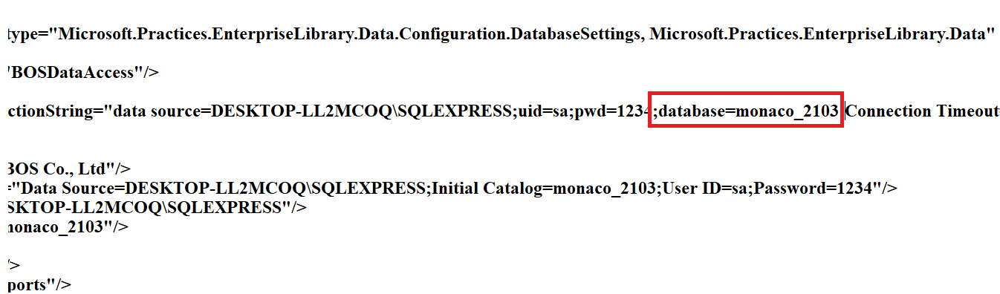 type="Microsoft.Practices.EnterpriseLibrary.Data.Configuration.DatabaseSettings, Microsoft.Practices.EnterpriseLibrary.Data"
"BOSDataAccess"/>
ctionString="data source=DESKTOP-LL2MCOQ\SQLEXPRESS;uid=sa;pwd=1234;database=monaco_2103 Connection Timeout=
BOS Co., Ltd"/>
="Data Source=DESKTOP-LL2MCOQ\SQLEXPRESS;Initial Catalog=monaco_2103;User ID=sa;Password=1234"/>
SKTOP-LL2MCOQ\SQLEXPRESS"/>
monaco_2103"/>
/>
ports"/>